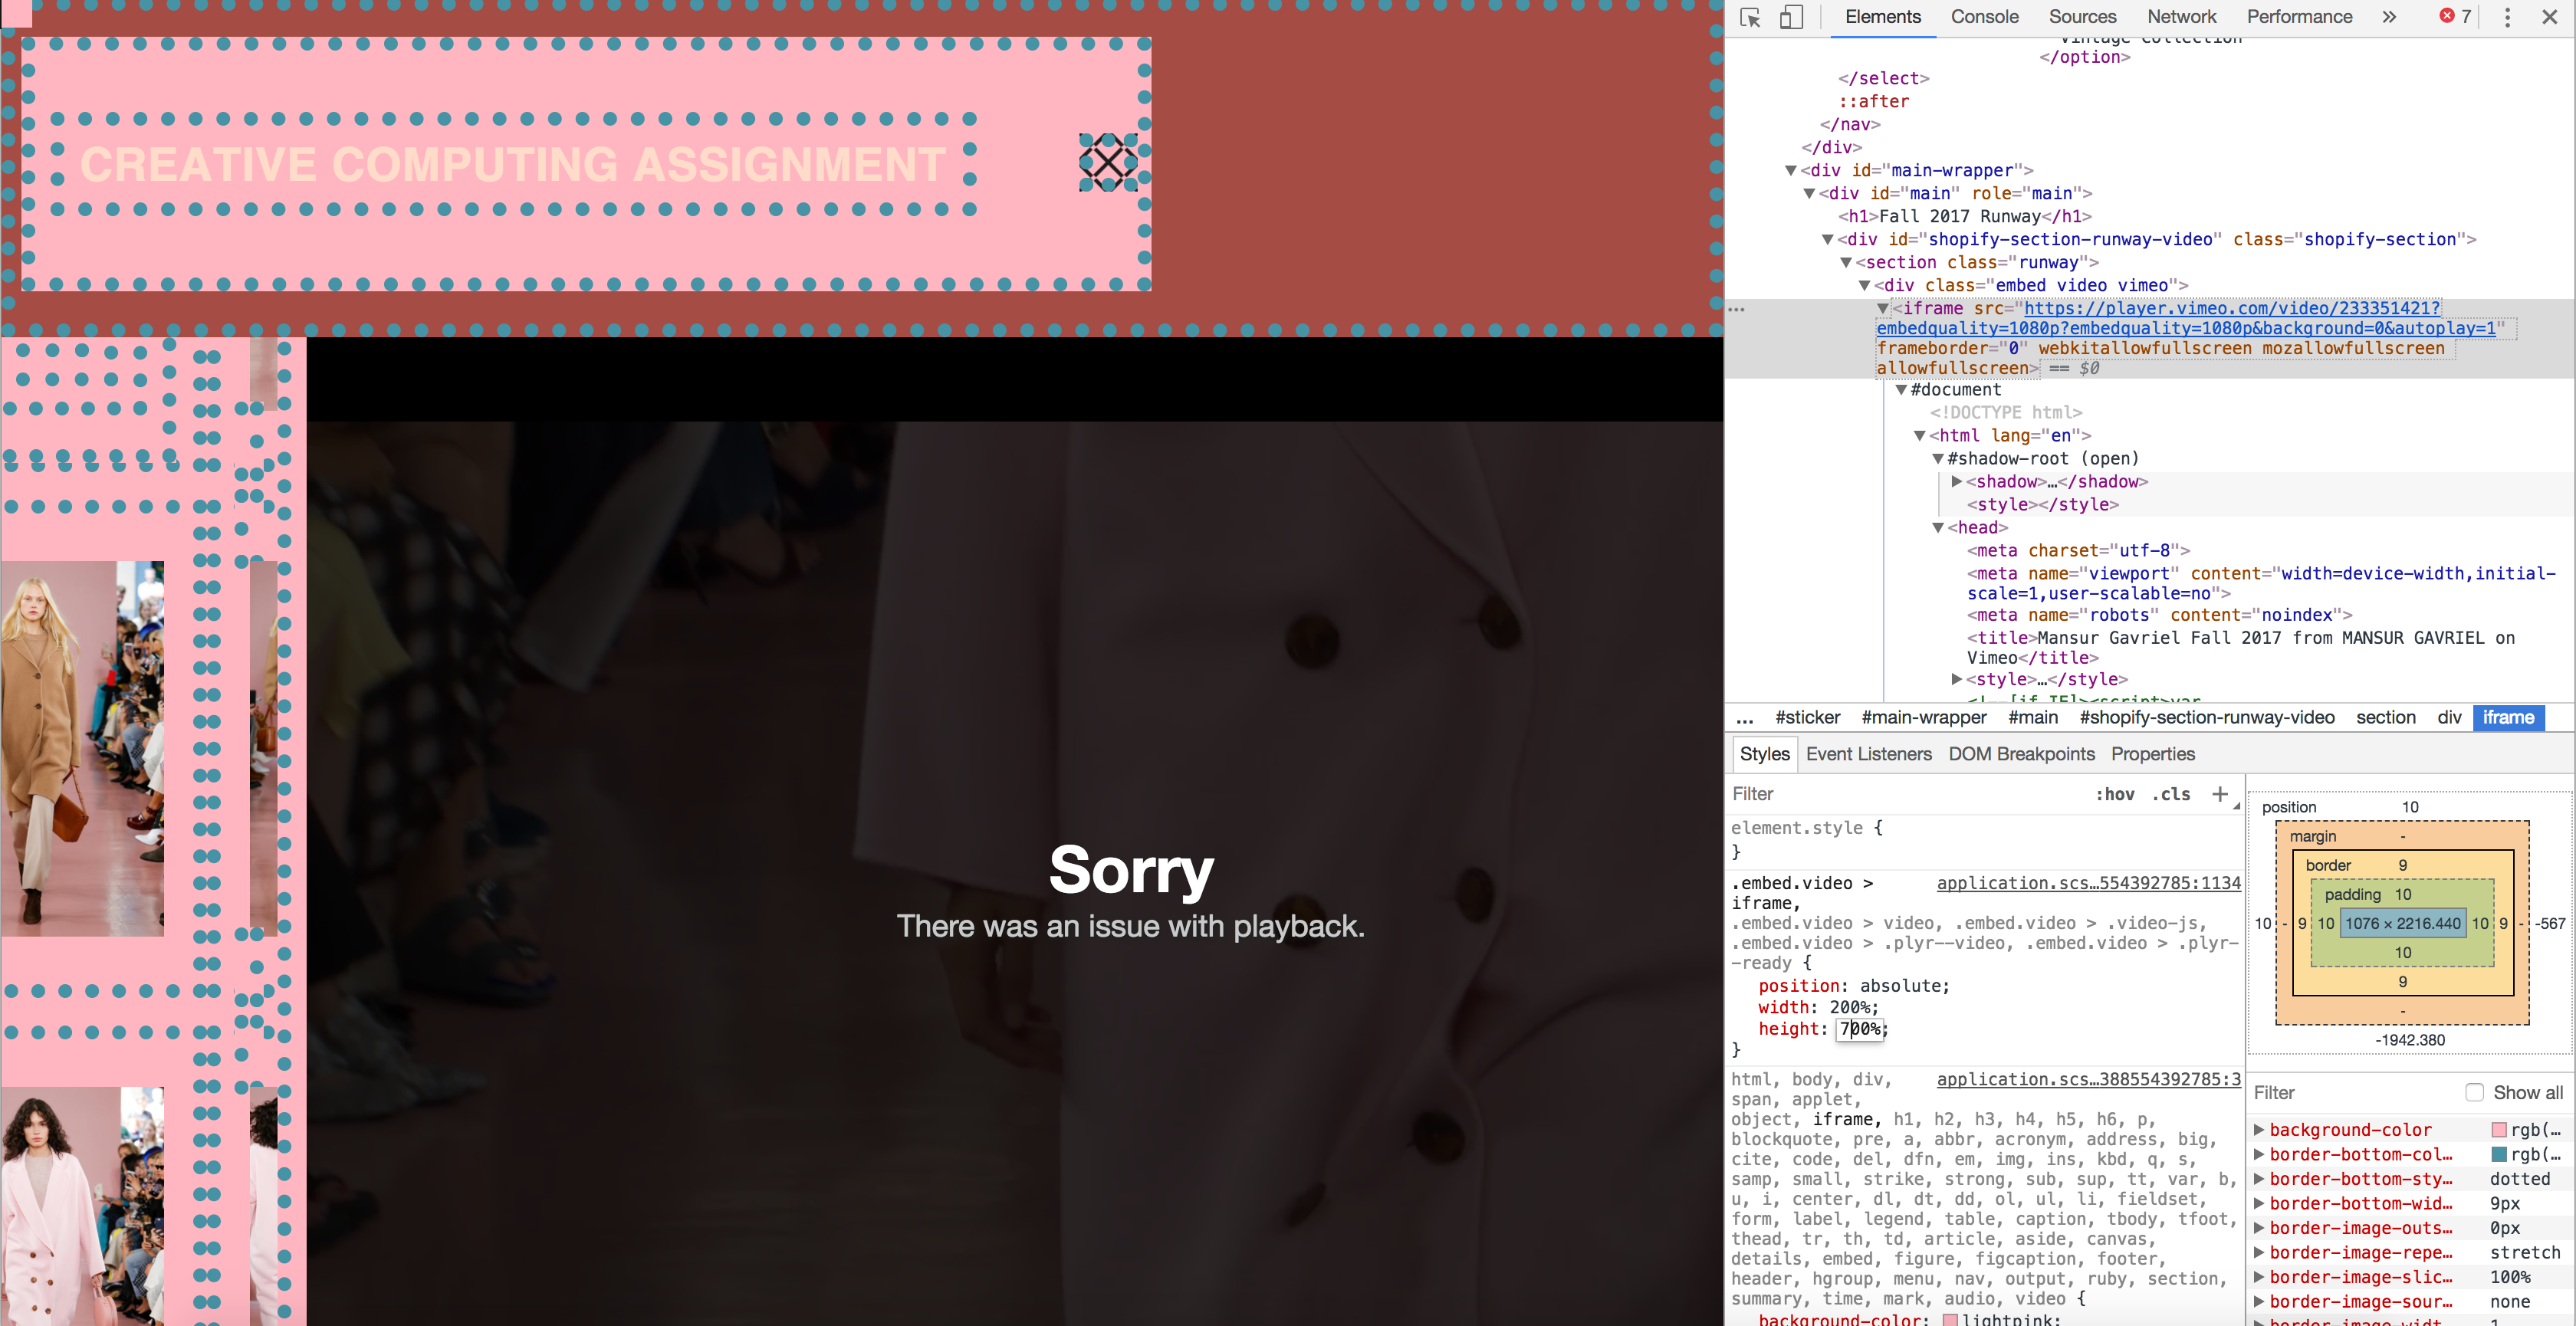 CREATIVE COMPUTING ASSIGNMENT
Sorry
There was an issue with playback.
Elements Console Sources Network Performance » 7
Vintage Collection
</option>
</select>
::after
</nav>
</div>
<div id="main-wrapper">
<div id="main" role="main">
<h1>Fall 2017 Runway</h1>
<div id="shopify-section-runway-video" class="shopify-section">
<section class="runway">
<div class="embed video vimeo">
<iframe src="https://player.vimeo.com/video/233351421?
embedquality=1080p?embedquality=1080p&background=0&autoplay=1"
frameborder="0" webkitallowfullscreen mozallowfullscreen
allowfullscreen> == $0
#document
<!DOCTYPE html>
<html lang="en">
#shadow-root (open)
<shadow>…</shadow>
<style></style>
<head>
<meta charset="utf-8">
<meta name="viewport" content="width=device-width,initial-
scale=1,user-scalable=no">
<meta name="robots" content="noindex">
<title>Mansur Gavriel Fall 2017 from MANSUR GAVRIEL on
Vimeo</title>
<style>…</style>
<!--[if IE]><script>var
... #sticker #main-wrapper #main #shopify-section-runway-video section div iframe
Styles Event Listeners DOM Breakpoints Properties
Filter :hov .cls +
element.style {
}
.embed.video > application.scs…554392785:1134
iframe,
.embed.video > video, .embed.video > .video-js,
.embed.video > .plyr--video, .embed.video > .plyr-
-ready {
position: absolute;
width: 200%;
height: 700%;
}
html, body, div, application.scs…388554392785:3
span, applet,
object, iframe, h1, h2, h3, h4, h5, h6, p,
blockquote, pre, a, abbr, acronym, address, big,
cite, code, del, dfn, em, img, ins, kbd, q, s,
samp, small, strike, strong, sub, sup, tt, var, b,
u, i, center, dl, dt, dd, ol, ul, li, fieldset,
form, label, legend, table, caption, tbody, tfoot,
thead, tr, th, td, article, aside, canvas,
details, embed, figure, figcaption, footer,
header, hgroup, menu, nav, output, ruby, section,
summary, time, mark, audio, video {
background-color: lightpink;
position 10
margin -
border 9
padding 10
10 - 9 10 1076 × 2216.440 10 9 - -567
10
9
-
-1942.380
Filter Show all
background-color rgb(…
border-bottom-col… rgb(…
border-bottom-sty… dotted
border-bottom-wid… 9px
border-image-outs… 0px
border-image-repe… stretch
border-image-slic… 100%
border-image-sour… none
border-image-widt… 1